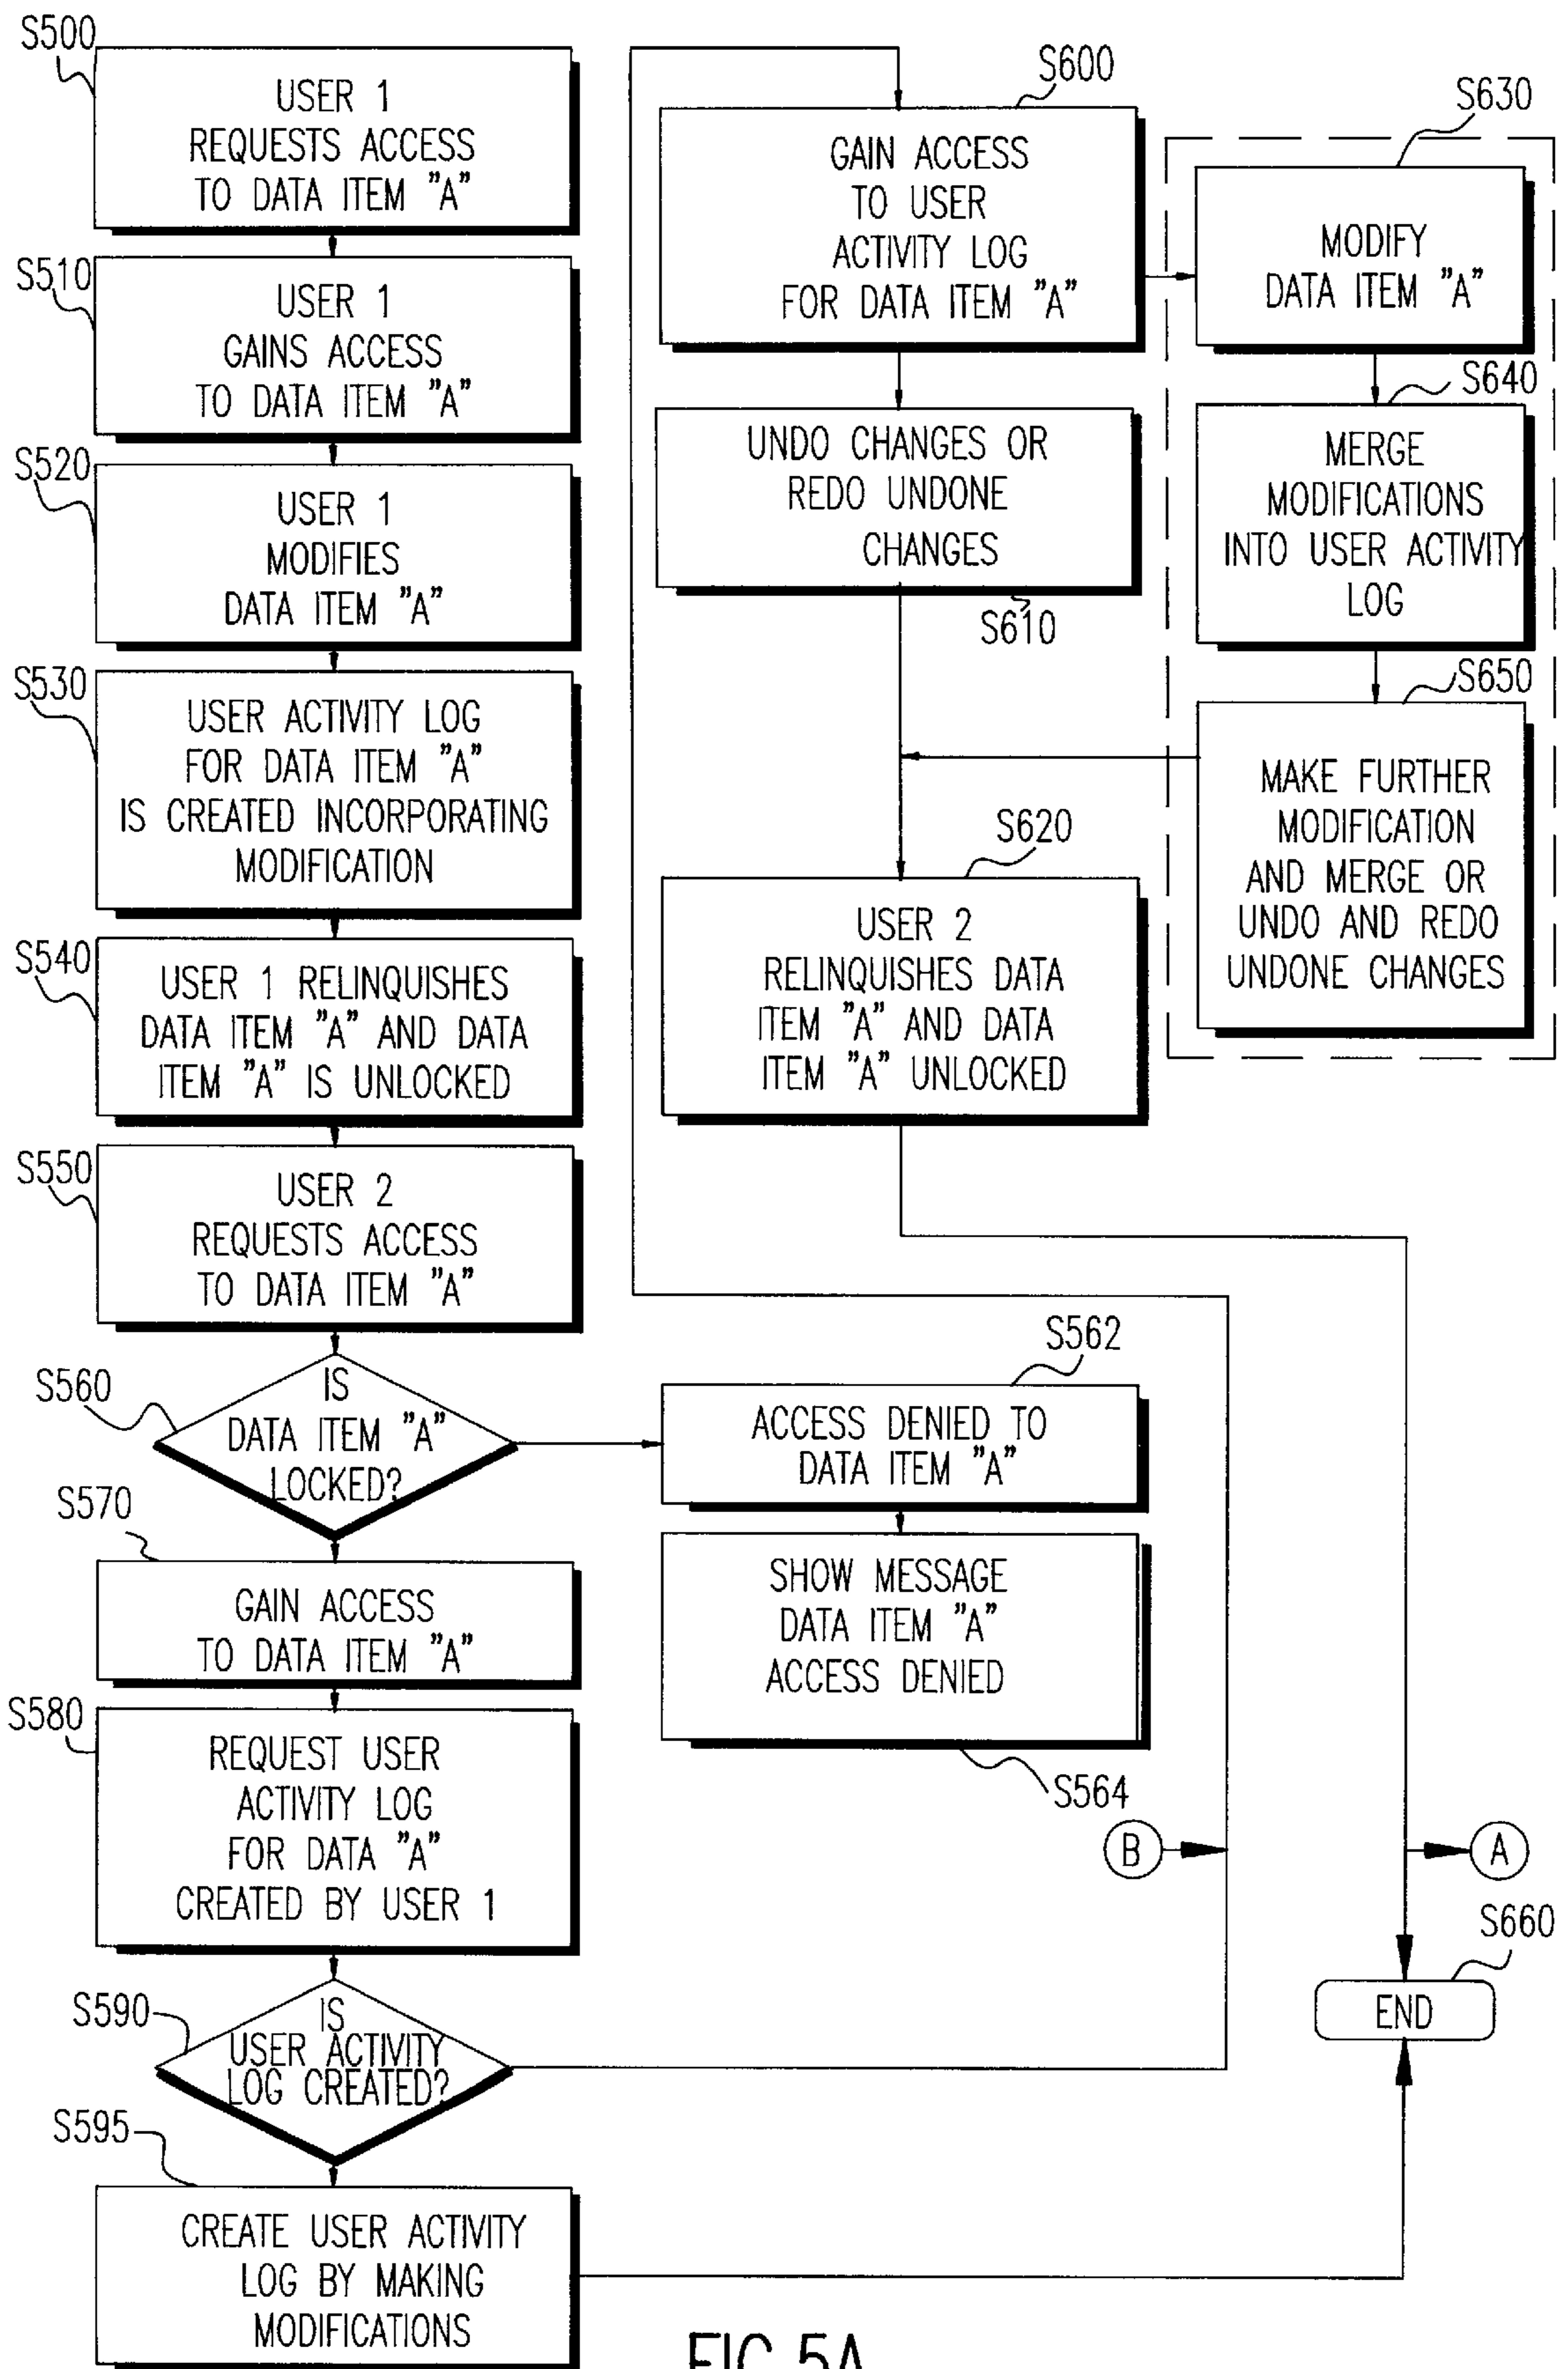 S500
USER 1
REQUESTS ACCESS
TO DATA ITEM "A"
S510
USER 1
GAINS ACCESS
TO DATA ITEM "A"
S520
USER 1
MODIFIES
DATA ITEM "A"
S530
USER ACTIVITY LOG
FOR DATA ITEM "A"
IS CREATED INCORPORATING
MODIFICATION
S540
USER 1 RELINQUISHES
DATA ITEM "A" AND DATA
ITEM "A" IS UNLOCKED
S550
USER 2
REQUESTS ACCESS
TO DATA ITEM "A"
S560
IS
DATA ITEM "A"
LOCKED?
S562
ACCESS DENIED TO
DATA ITEM "A"
SHOW MESSAGE
DATA ITEM "A"
ACCESS DENIED
S564
S570
GAIN ACCESS
TO DATA ITEM "A"
S580
REQUEST USER
ACTIVITY LOG
FOR DATA "A"
CREATED BY USER 1
S590
IS
USER ACTIVITY
LOG CREATED?
S595
CREATE USER ACTIVITY
LOG BY MAKING
MODIFICATIONS
S600
GAIN ACCESS
TO USER
ACTIVITY LOG
FOR DATA ITEM "A"
UNDO CHANGES OR
REDO UNDONE
CHANGES
S610
S620
USER 2
RELINQUISHES DATA
ITEM "A" AND DATA
ITEM "A" UNLOCKED
S630
MODIFY
DATA ITEM "A"
S640
MERGE
MODIFICATIONS
INTO USER ACTIVITY
LOG
S650
MAKE FURTHER
MODIFICATION
AND MERGE OR
UNDO AND REDO
UNDONE CHANGES
B
A
S660
END
FIG.5A